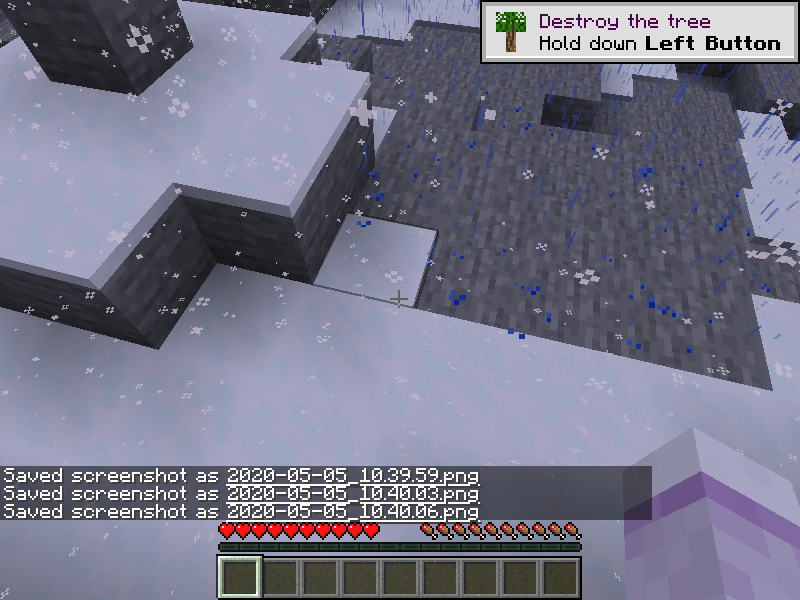 Destroy the tree
Hold down Left Button
Saved screenshot as 2020-05-05_10.39.59.png
Saved screenshot as 2020-05-05_10.40.03.png
Saved screenshot as 2020-05-05_10.40.06.png